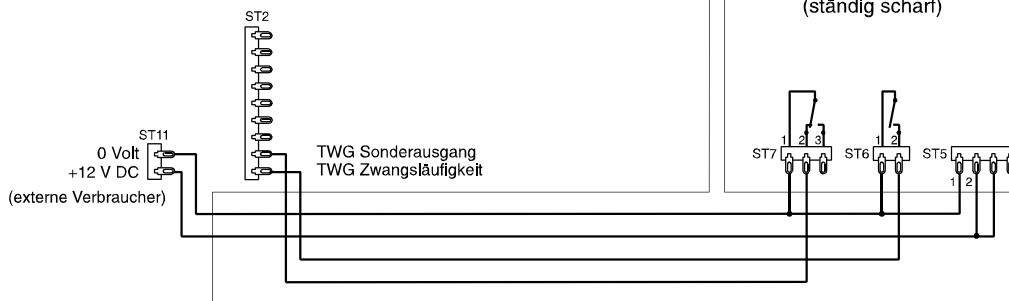 (ständig scharf)
ST2
ST11
0 Volt
+12 V DC
(externe Verbraucher)
TWG Sonderausgang
TWG Zwangsläufigkeit
1 2 3
ST7
1 2
ST6
ST5
1 2